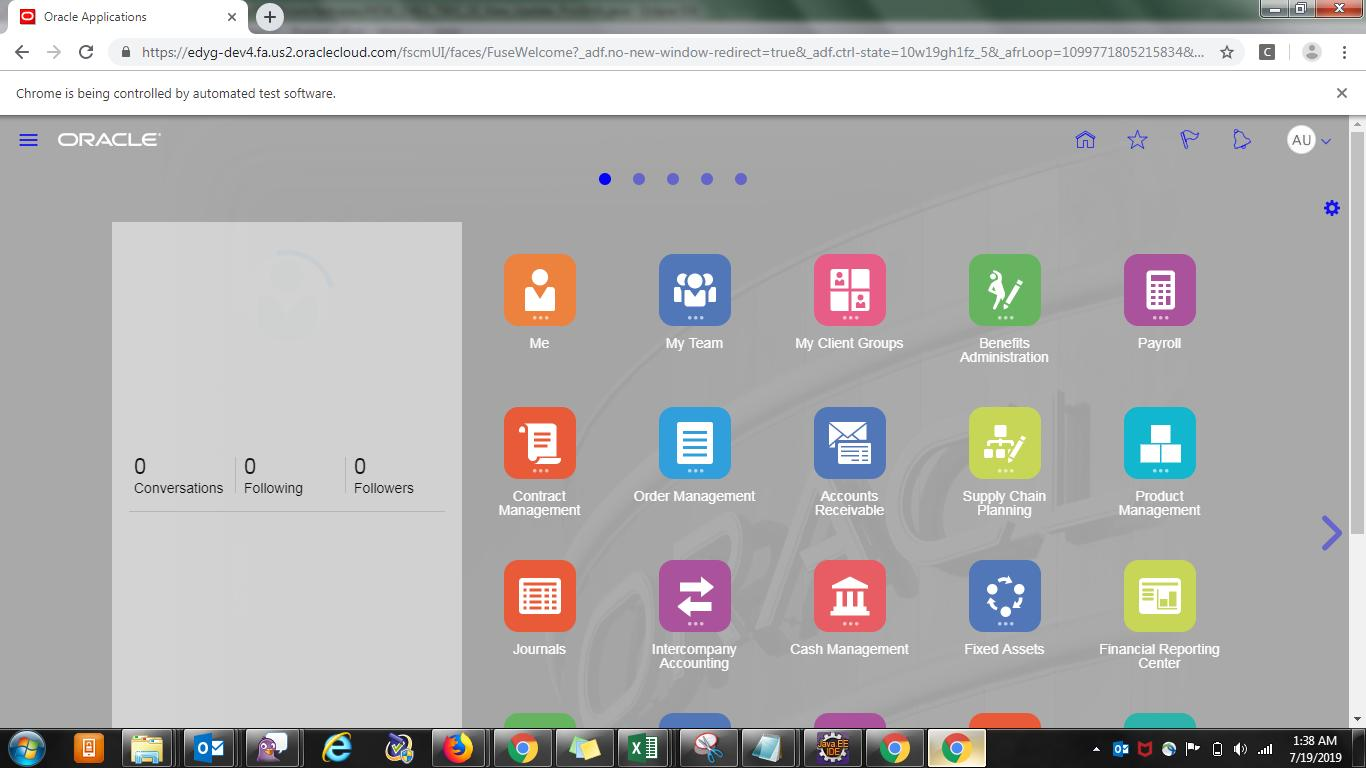 Oracle Applications
https://edyg-dev4.fa.us2.oraclecloud.com/fscmUI/faces/FuseWelcome?_adf.no-new-window-redirect=true&_adf.ctrl-state=10w19gh1fz_5&_afrLoop=1099771805215834&...
C
Chrome is being controlled by automated test software.
ORACLE
AU
Me
My Team
My Client Groups
Benefits
Administration
Payroll
0
Conversations
0
Following
0
Followers
Contract
Management
Order Management
Accounts
Receivable
Supply Chain
Planning
Product
Management
Journals
Intercompany
Accounting
Cash Management
Fixed Assets
Financial Reporting
Center
Java EE
IDE
1:38 AM
7/19/2019